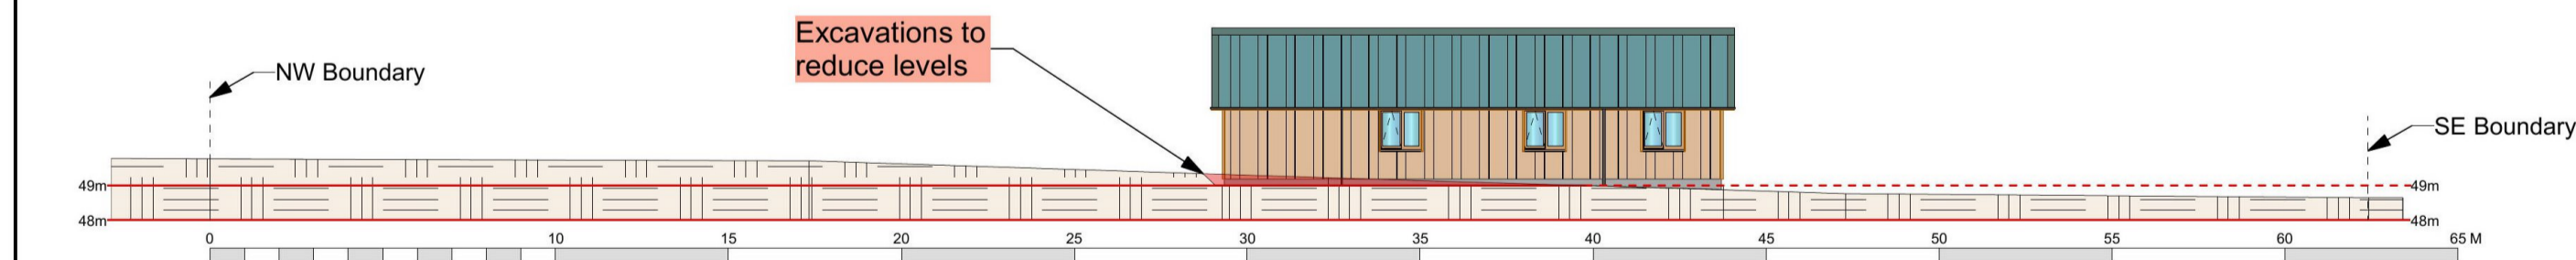 Excavations to
reduce levels
NW Boundary
SE Boundary
49m
49m
48m
48m
0 10 15 20 25 30 35 40 45 50 55 60 65 M